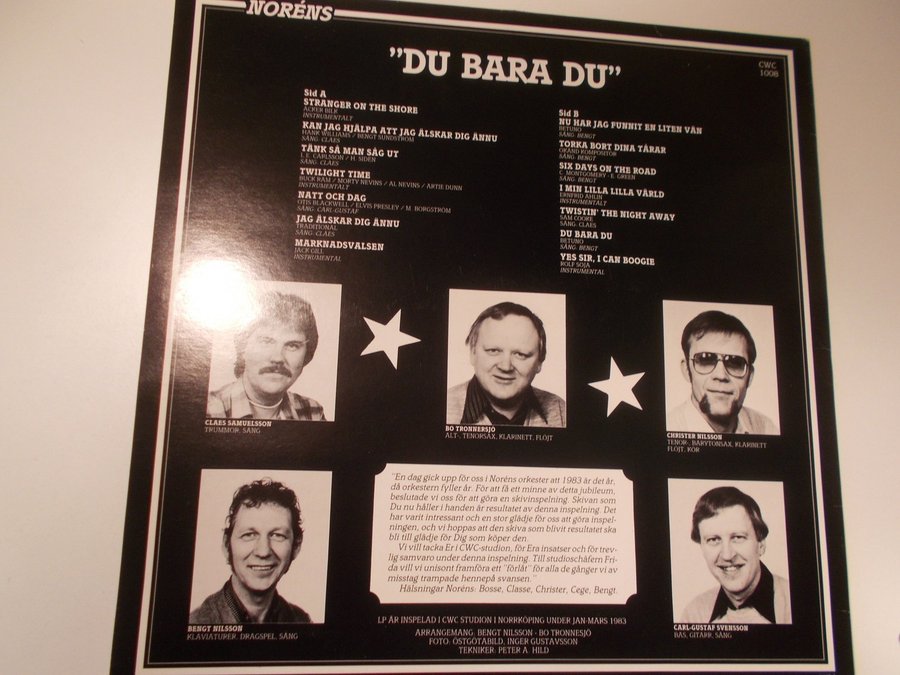 NORÉNS
"DU BARA DU"
CWC
1008
Sid A
STRANGER ON THE SHORE
ACKER BILK
INSTRUMENTALT
KAN JAG HJÄLPA ATT JAG ÄLSKAR DIG ÄNNU
HANK WILLIAMS / BENGT SUNDSTRÖM
SÅNG: CLAES
TÄNK SÅ MAN SÅG UT
I. E. CARLSSON / H. SIDEN
SÅNG: CLAES
TWILIGHT TIME
BUCK RAM / MORTY NEVINS / AL NEVINS / ARTIE DUNN
INSTRUMENTALT
NATT OCH DAG
OTIS BLACKWELL / ELVIS PRESLEY / M. BORGSTRÖM
SÅNG: CARL-GUSTAF
JAG ÄLSKAR DIG ÄNNU
TRADITIONAL
SÅNG: CLAES
MARKNADSVALSEN
JACK GILL
INSTRUMENTAL
Sid B
NU HAR JAG FUNNIT EN LITEN VÄN
BETUNO
SÅNG: BENGT
TORKA BORT DINA TÅRAR
OKÄND KOMPOSITÖR
SÅNG: BENGT
SIX DAYS ON THE ROAD
C. MONTGOMERY - E. GREEN
SÅNG: BENGT
I MIN LILLA LILLA VÄRLD
ERNFRID AHLIN
INSTRUMENTALT
TWISTIN' THE NIGHT AWAY
SAM COOKE
SÅNG: CLAES
DU BARA DU
BETUNO
SÅNG: BENGT
YES SIR, I CAN BOOGIE
ROLF SOJA
INSTRUMENTAL
CLAES SAMUELSSON
TRUMMOR, SÅNG
BO TRONNERSJÖ
ALT-, TENORSAX, KLARINETT, FLÖJT
CHRISTER NILSSON
TENOR-, BARYTONSAX, KLARINETT
FLÖJT, KÖR
"En dag gick upp för oss i Noréns orkester att 1983 är det år,
då orkestern fyller år. För att få ett minne av detta jubileum,
beslutade vi oss för att göra en skivinspelning. Skivan som
Du nu håller i handen är resultatet av denna inspelning. Det
har varit intressant och en stor glädje för oss att göra inspel-
ningen, och vi hoppas att den skiva som blivit resultatet ska
bli till glädje för Dig som köper den.
Vi vill tacka Er i CWC-studion, för Era insatser och för trev-
lig samvaro under denna inspelning. Till studioschäfern Fri-
da vill vi unisont framföra ett "förlåt" för alla de gånger vi av
misstag trampade hennepå svansen."
Hälsningar Noréns: Bosse, Classe, Christer, Cege, Bengt.
BENGT NILSSON
KLAVIATURER, DRAGSPEL, SÅNG
CARL-GUSTAF SVENSSON
BAS, GITARR, SÅNG
LP ÄR INSPELAD I CWC STUDION I NORRKÖPING UNDER JAN-MARS 1983
ARRANGEMANG: BENGT NILSSON - BO TRONNESJÖ
FOTO: ÖSTGÖTABILD, INGER GUSTAVSSON
TEKNIKER: PETER A. HILD